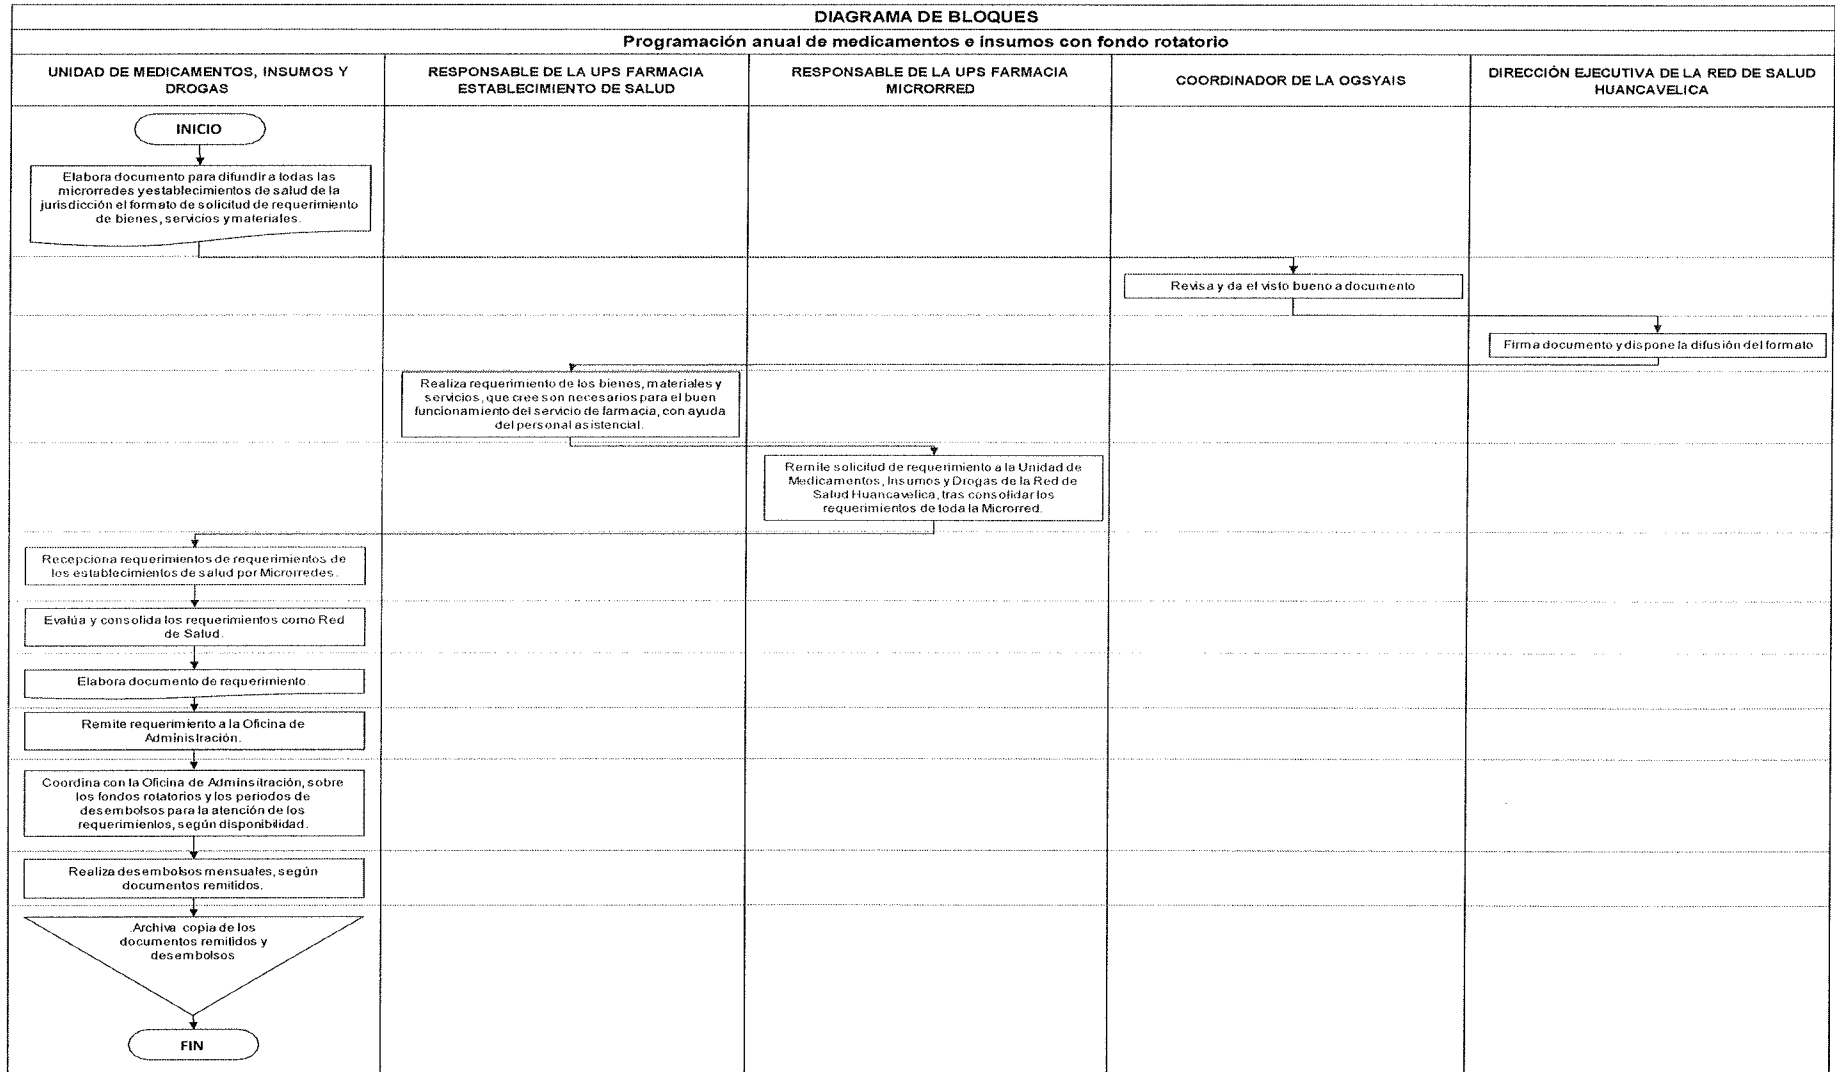 DIAGRAMA DE BLOQUES
Programación anual de medicamentos e insumos con fondo rotatorio
UNIDAD DE MEDICAMENTOS, INSUMOS Y
DROGAS
RESPONSABLE DE LA UPS FARMACIA
ESTABLECIMIENTO DE SALUD
RESPONSABLE DE LA UPS FARMACIA
MICRORRED
COORDINADOR DE LA OGSYAIS
DIRECCIÓN EJECUTIVA DE LA RED DE SALUD
HUANCAVELICA
INICIO
Elabora documento para difundir a todas las
microrredes y establecimientos de salud de la
jurisdicción el formato de solicitud de requerimiento
de bienes, servicios y materiales.
Revisa y da el visto bueno a documento
Firma documento y dispone la difusión del formato
Realiza requerimiento de los bienes, materiales y
servicios, que cree son necesarios para el buen
funcionamiento del servicio de farmacia, con ayuda
del personal asistencial.
Remite solicitud de requerimiento a la Unidad de
Medicamentos, Insumos y Drogas de la Red de
Salud Huancavelica, tras consolidar los
requerimientos de toda la Microrred.
Recepciona requerimientos de requerimientos de
los establecimientos de salud por Microrredes.
Evalúa y consolida los requerimientos como Red
de Salud.
Elabora documento de requerimiento.
Remite requerimiento a la Oficina de
Administración.
Coordina con la Oficina de Adminsitración, sobre
los fondos rotatorios y los periodos de
desembolsos para la atención de los
requerimientos, según disponibilidad.
Realiza desembolsos mensuales, según
documentos remitidos.
.Archiva copia de los
documentos remitidos y
desembolsos
FIN